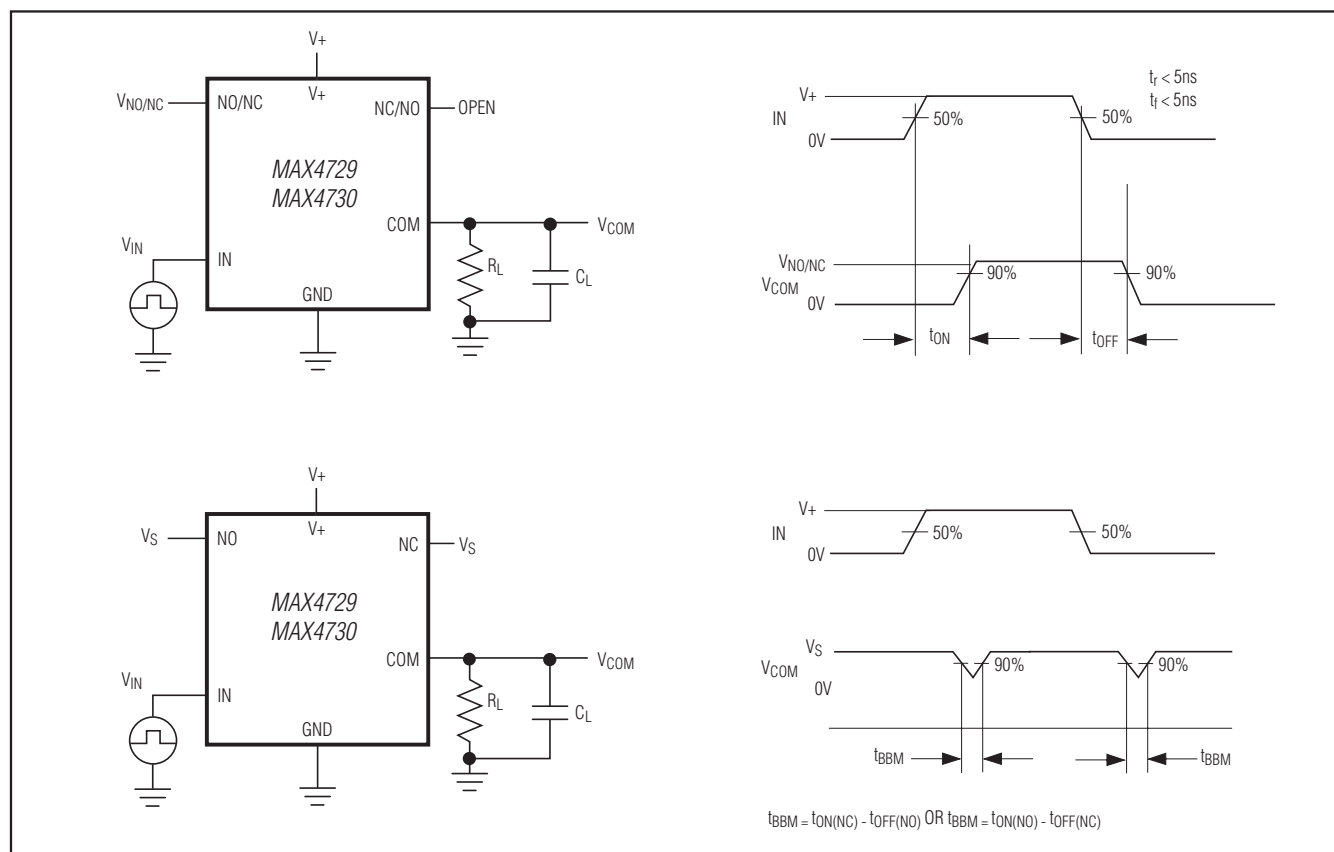 V+
VNO/NC
NO/NC
V+
NC/NO
OPEN
MAX4729
MAX4730
COM
VCOM
VIN
IN
RL
CL
GND
tr < 5ns
tf < 5ns
V+
IN
0V
50%
50%
VNO/NC
VCOM
0V
90%
90%
tON
tOFF
V+
VS
NO
V+
NC
VS
MAX4729
MAX4730
COM
VCOM
VIN
IN
RL
CL
GND
V+
IN
0V
50%
50%
VS
VCOM
0V
90%
90%
tBBM
tBBM
tBBM = tON(NC) - tOFF(NO) OR tBBM = tON(NO) - tOFF(NC)